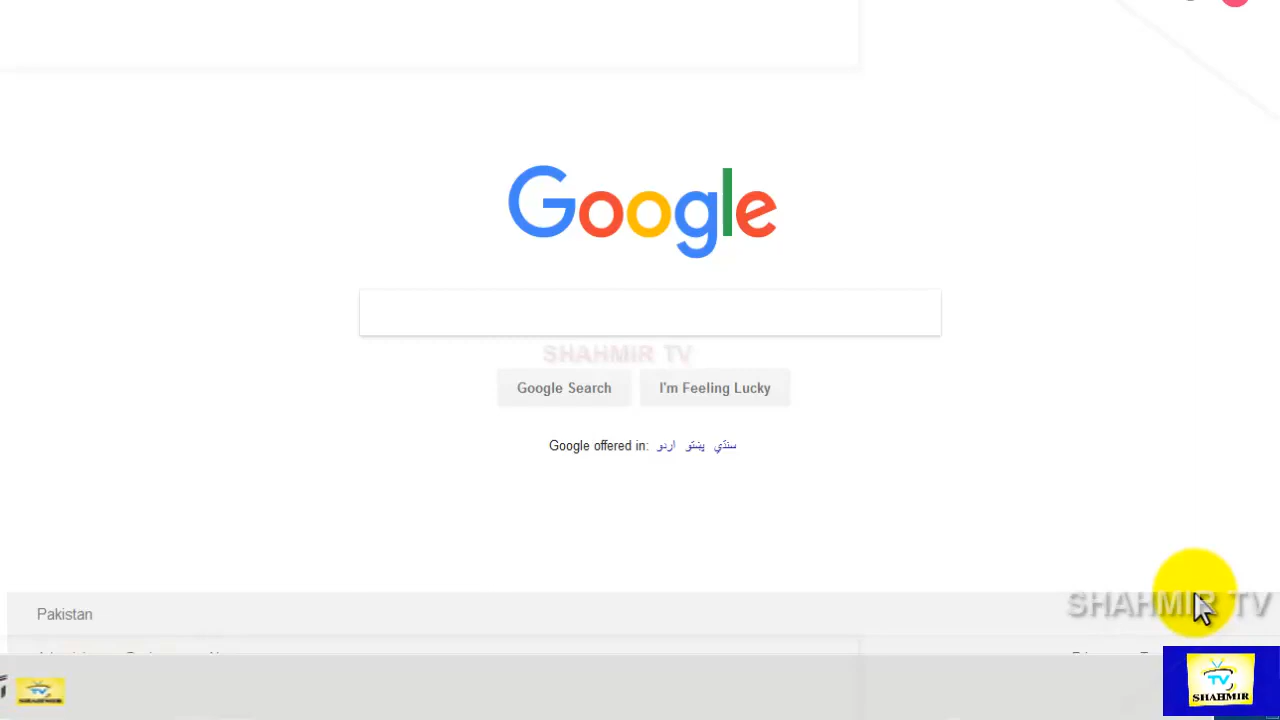 Google
SHAHMIR TV
Google Search I'm Feeling Lucky
Google offered in: اردو پښتو سنڌي
Pakistan
SHAHMIR TV
TV
SHAHMIR